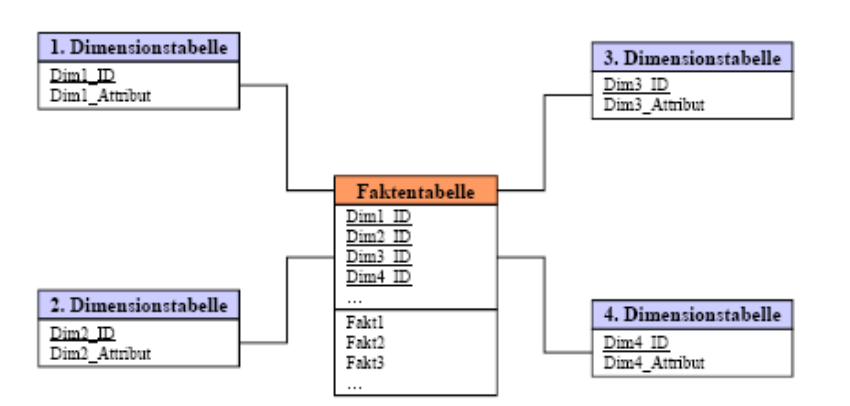 1. Dimensionstabelle
Dim1_ID
Dim1_Attribut
3. Dimensionstabelle
Dim3_ID
Dim3_Attribut
Faktentabelle
Dim1_ID
Dim2_ID
Dim3_ID
Dim4_ID
...
Fakt1
Fakt2
Fakt3
...
2. Dimensionstabelle
Dim2_ID
Dim2_Attribut
4. Dimensionstabelle
Dim4_ID
Dim4_Attribut